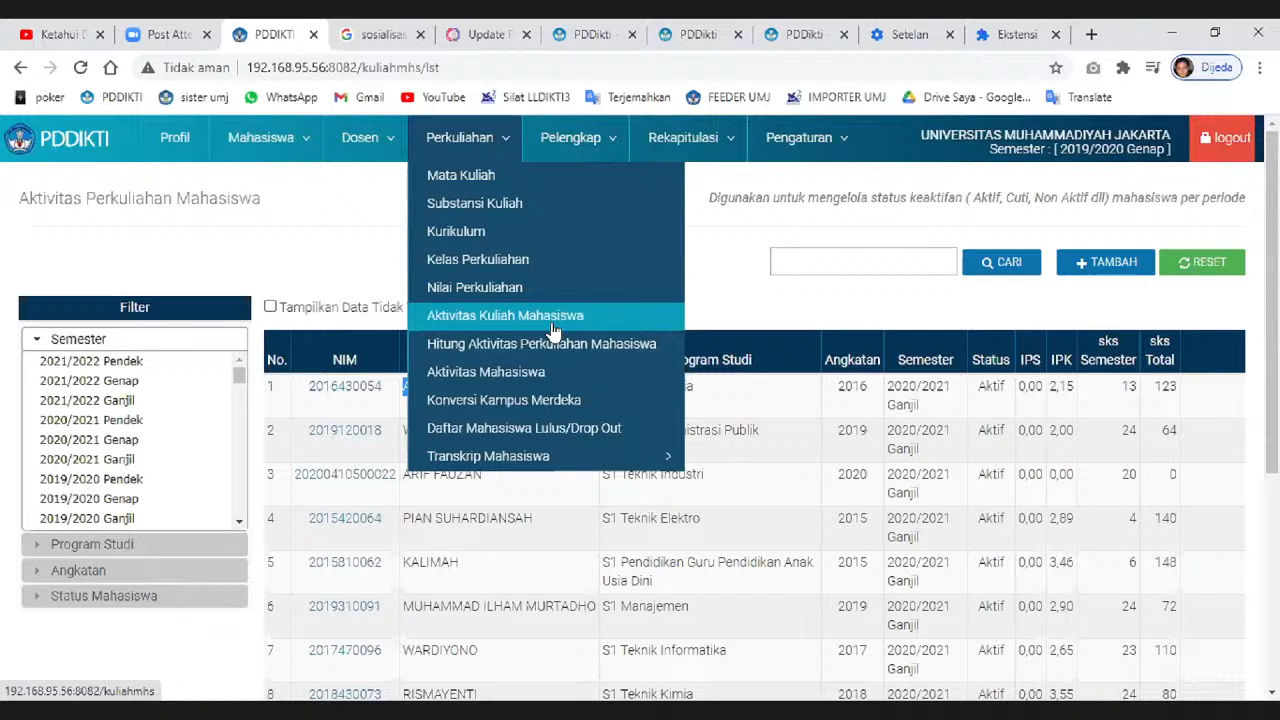 Ketahui D
Post Atte
PDDIKTI
sosialisas
Update F
PDDikti -
PDDikti -
PDDikti -
Setelan
Ekstensi
Tidak aman
192.168.95.56:8082/kuliahmhs/lst
Dijeda
poker
PDDIKTI
sister umj
WhatsApp
Gmail
YouTube
Silat LLDIKTI3
Terjemahkan
FEEDER UMJ
IMPORTER UMJ
Drive Saya - Google...
Translate
PDDIKTI
Profil
Mahasiswa
Dosen
Perkuliahan
Pelengkap
Rekapitulasi
Pengaturan
UNIVERSITAS MUHAMMADIYAH JAKARTA
Semester : [ 2019/2020 Genap ]
logout
Mata Kuliah
Substansi Kuliah
Kurikulum
Kelas Perkuliahan
Nilai Perkuliahan
Aktivitas Kuliah Mahasiswa
Hitung Aktivitas Perkuliahan Mahasiswa
Aktivitas Mahasiswa
Konversi Kampus Merdeka
Daftar Mahasiswa Lulus/Drop Out
Transkrip Mahasiswa
Aktivitas Perkuliahan Mahasiswa
Digunakan untuk mengelola status keaktifan ( Aktif, Cuti, Non Aktif dll) mahasiswa per periode
CARI
TAMBAH
RESET
Filter
Semester
2021/2022 Pendek
2021/2022 Genap
2021/2022 Ganjil
2020/2021 Pendek
2020/2021 Genap
2020/2021 Ganjil
2019/2020 Pendek
2019/2020 Genap
2019/2020 Ganjil
Program Studi
Angkatan
Status Mahasiswa
Tampilkan Data Tidak
No. NIM Program Studi Angkatan Semester Status IPS IPK sks Semester sks Total
1 2016430054 2016 2020/2021 Ganjil Aktif 0,00 2,15 13 123
2 2019120018 2019 2020/2021 Ganjil Aktif 0,00 2,66 24 64
3 20200410500022 ARIF FAUZAN S1 Teknik Industri 2020 2020/2021 Ganjil Aktif 0,00 0,00 20 0
4 2015420064 PIAN SUHARDIANSAH S1 Teknik Elektro 2015 2020/2021 Ganjil Aktif 0,00 2,89 4 140
5 2015810062 KALIMAH S1 Pendidikan Guru Pendidikan Anak Usia Dini 2015 2020/2021 Ganjil Aktif 0,00 3,46 6 148
6 2019310091 MUHAMMAD ILHAM MURTADHO S1 Manajemen 2019 2020/2021 Ganjil Aktif 0,00 2,90 24 72
7 2017470096 WARDIYONO S1 Teknik Informatika 2017 2020/2021 Ganjil Aktif 0,00 2,65 23 110
8 2018430073 RISMAYENTI S1 Teknik Kimia 2018 2020/2021 Aktif 0,00 3,55 24 80
192.168.95.56:8082/kuliahmhs